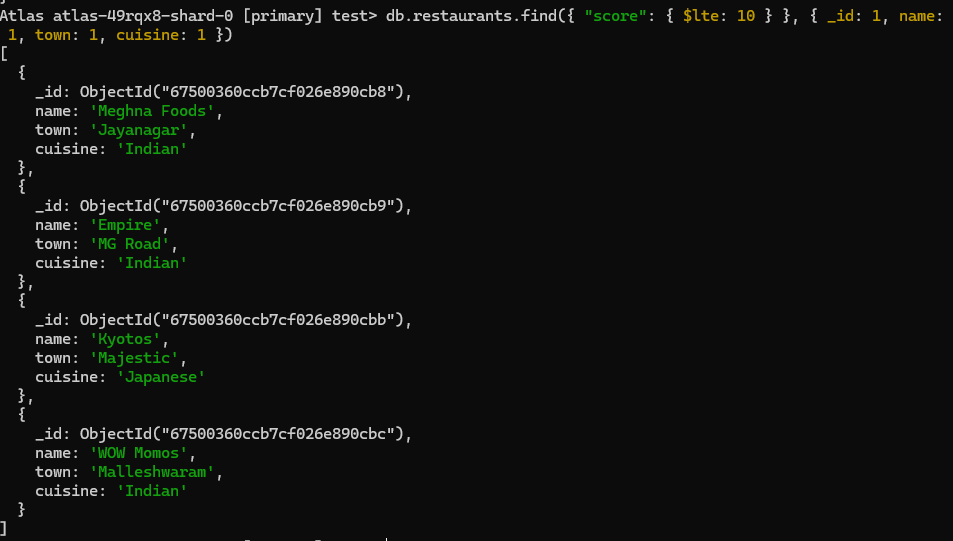 Atlas atlas-49rqx8-shard-0 [primary] test> db.restaurants.find({ "score": { $lte: 10 } }, { _id: 1, name:
 1, town: 1, cuisine: 1 })
[
  {
    _id: ObjectId("67500360ccb7cf026e890cb8"),
    name: 'Meghna Foods',
    town: 'Jayanagar',
    cuisine: 'Indian'
  },
  {
    _id: ObjectId("67500360ccb7cf026e890cb9"),
    name: 'Empire',
    town: 'MG Road',
    cuisine: 'Indian'
  },
  {
    _id: ObjectId("67500360ccb7cf026e890cbb"),
    name: 'Kyotos',
    town: 'Majestic',
    cuisine: 'Japanese'
  },
  {
    _id: ObjectId("67500360ccb7cf026e890cbc"),
    name: 'WOW Momos',
    town: 'Malleshwaram',
    cuisine: 'Indian'
  }
]